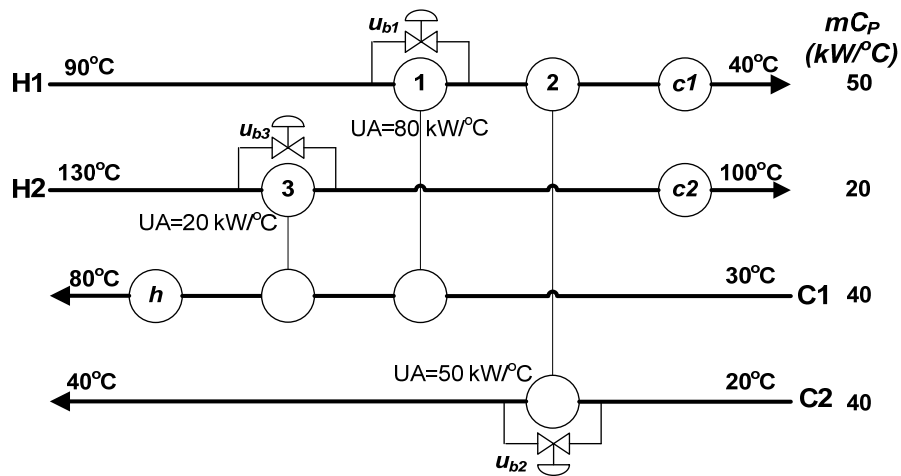 u_b1
mC_P
(kW/°C)
90°C
40°C
H1
1
2
c1
50
UA=80 kW/°C
u_b3
130°C
100°C
H2
3
c2
20
UA=20 kW/°C
80°C
30°C
h
C1
40
UA=50 kW/°C
40°C
20°C
C2
40
u_b2